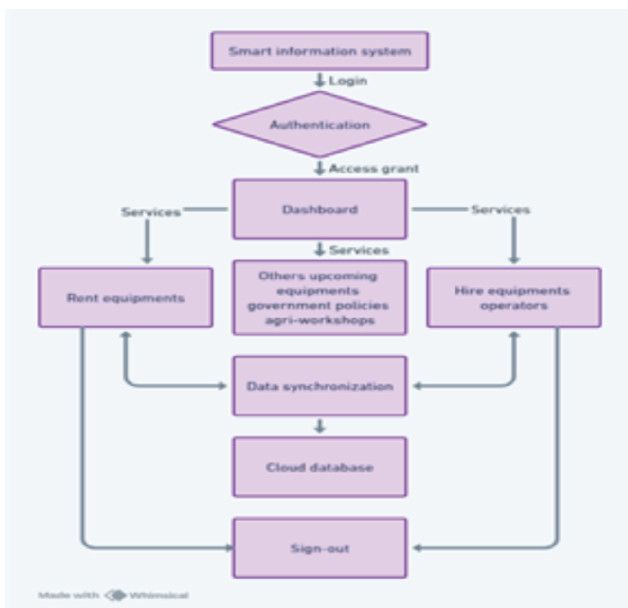 Smart information system
Login
Authentication
Access grant
Dashboard
Services
Services
Services
Rent equipments
Others upcoming
equipments
government policies
agri-workshops
Hire equipments
operators
Data synchronization
Cloud database
Sign-out
Made with Whimsical